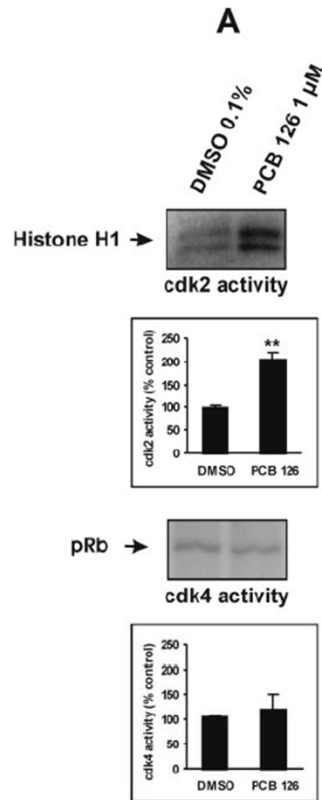 A
DMSO 0.1%
PCB 126 1 µM
Histone H1
cdk2 activity
cdk2 activity (% control)
250
200
150
100
50
0
**
DMSO
PCB 126
pRb
cdk4 activity
cdk4 activity (% control)
250
200
150
100
50
0
DMSO
PCB 126